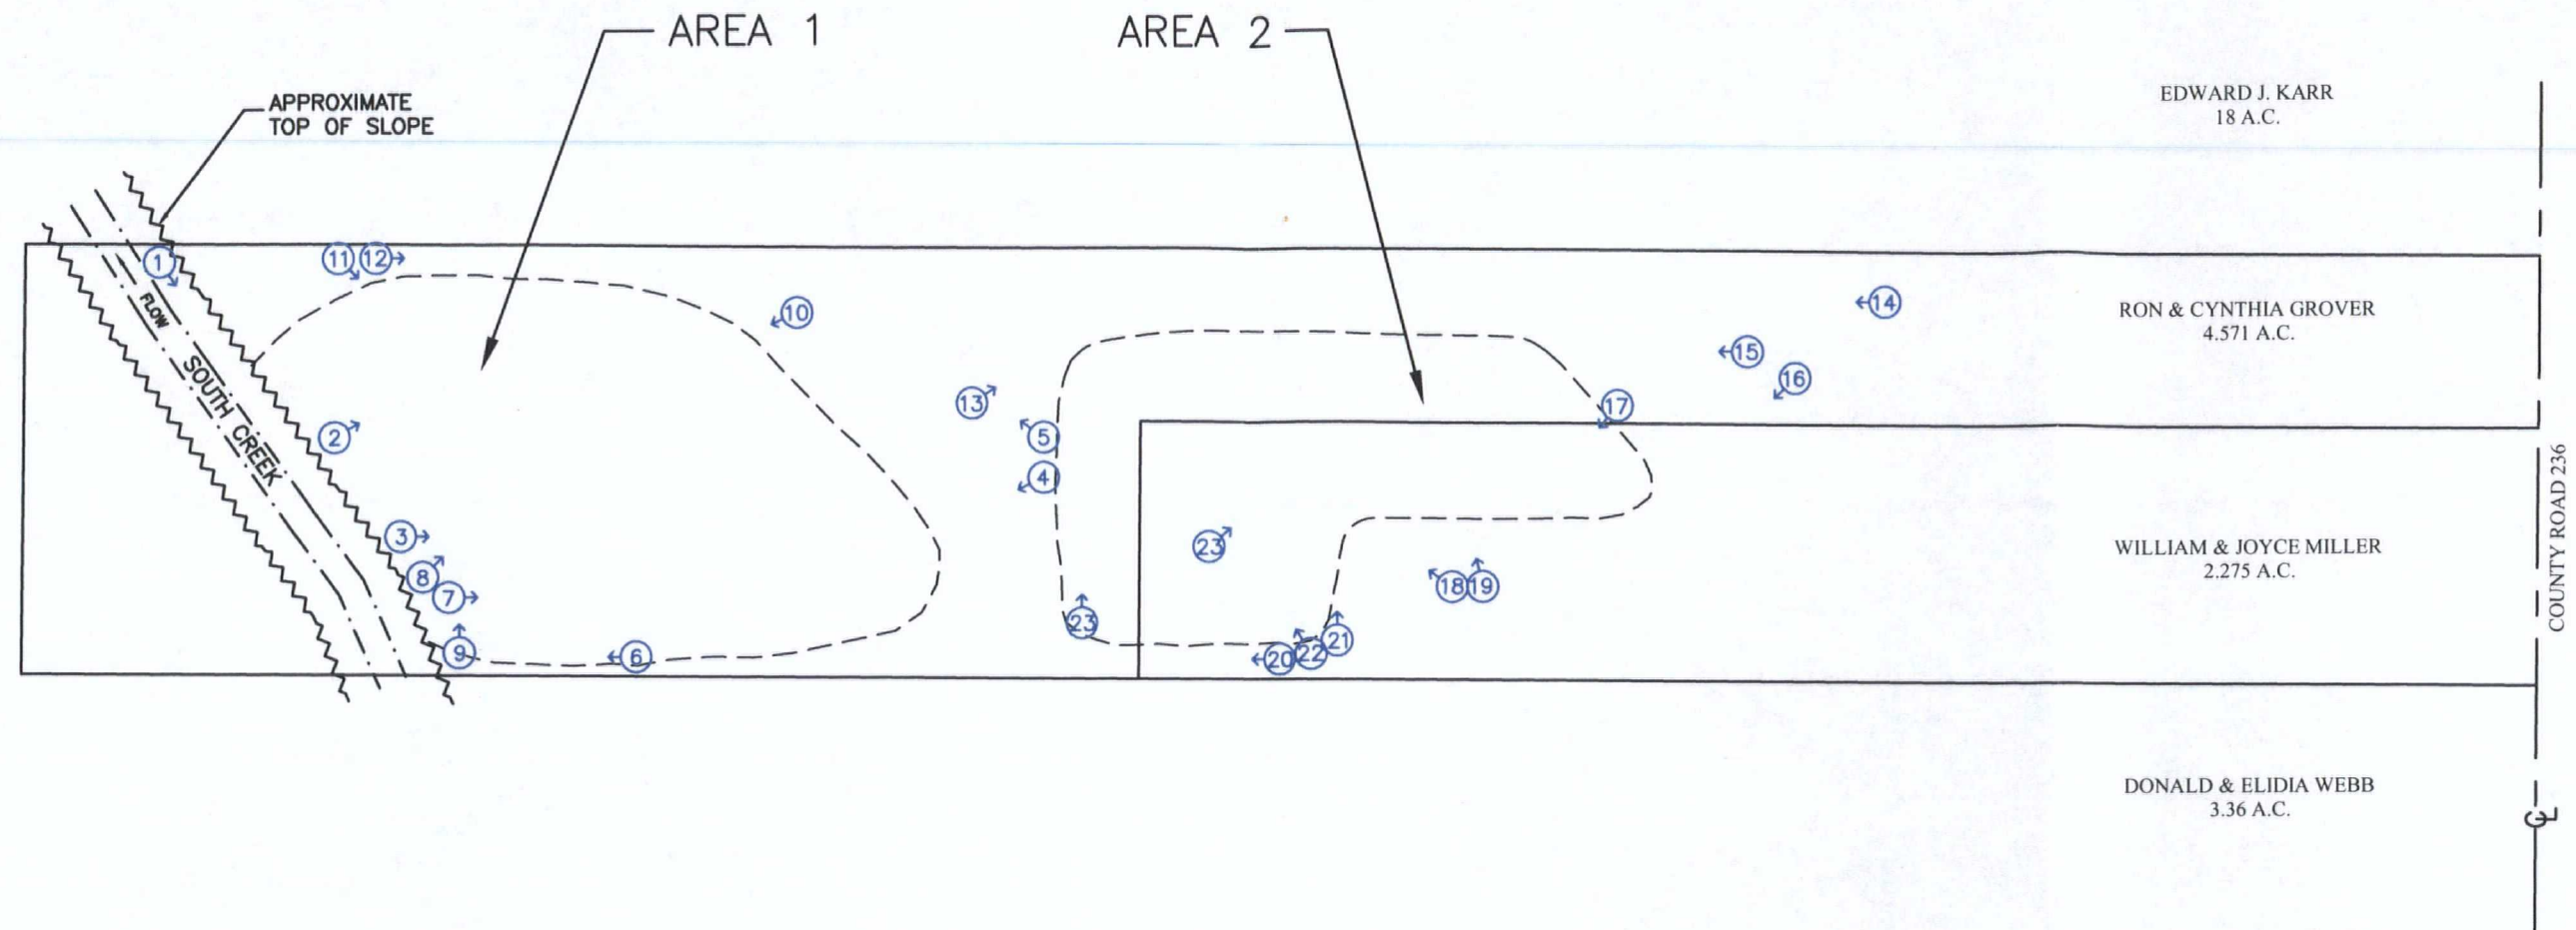 AREA 1
AREA 2
APPROXIMATE
TOP OF SLOPE
EDWARD J. KARR
18 A.C.
1
11
12
10
14
FLOW
RON & CYNTHIA GROVER
4.571 A.C.
15
16
13
17
SOUTH CREEK
2
5
4
COUNTY ROAD 236
3
23
WILLIAM & JOYCE MILLER
2.275 A.C.
8
7
18
19
23
9
6
20
22
21
DONALD & ELIDIA WEBB
3.36 A.C.
CL